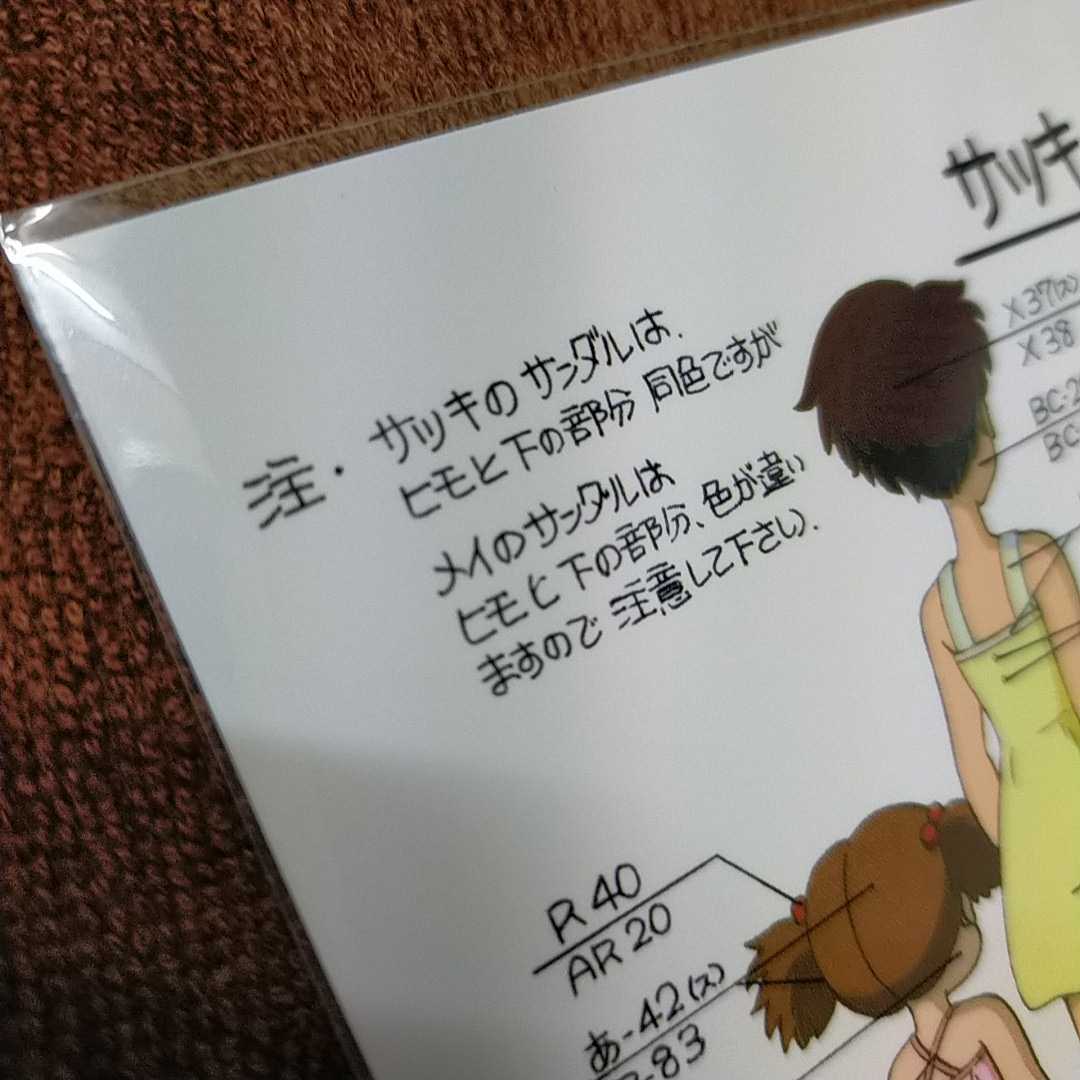 サツキ
X37(ス)
X38
BC-2
BC-
注. サツキのサンダルは.
ヒモと下の部分 同色ですが
メイのサンダルは
ヒモと下の部分、色が違い
ますので 注意して下さい.
R40
AR20
あ-42(ス)
-83